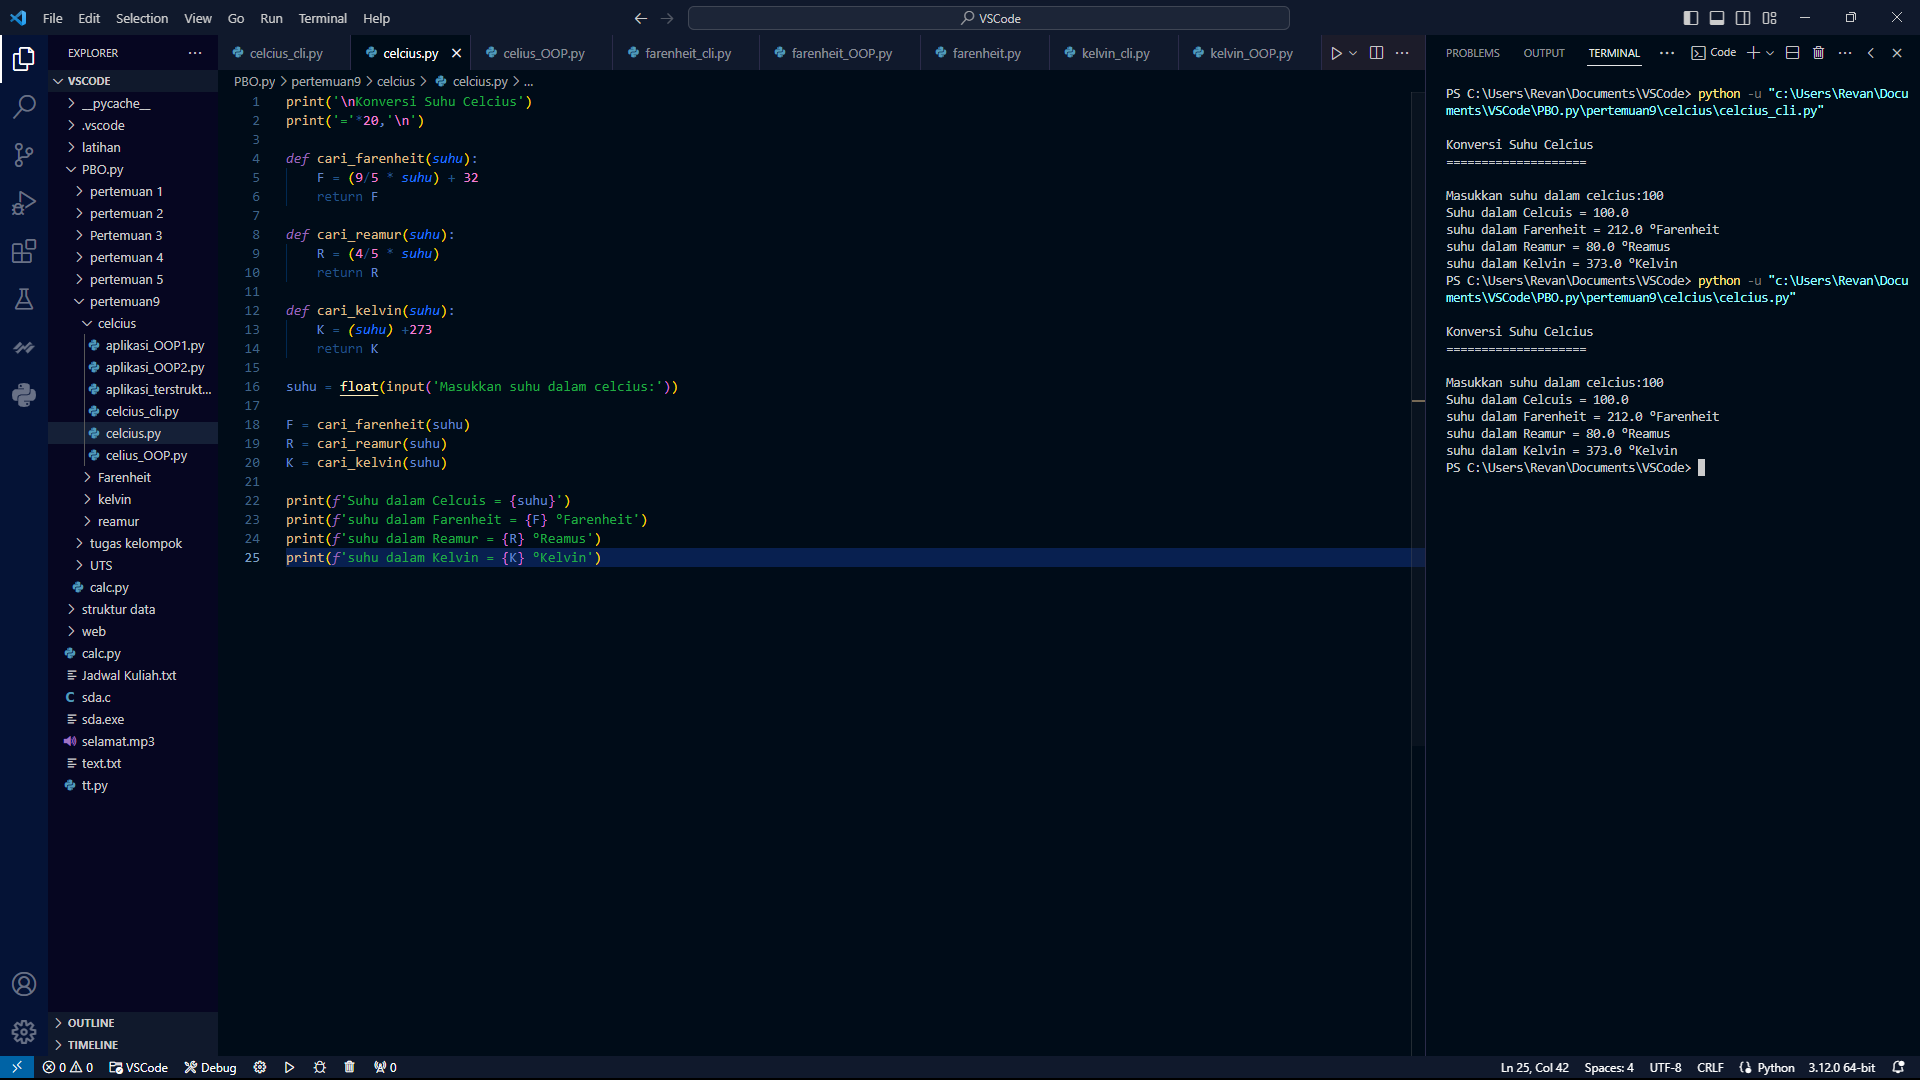 File Edit Selection View Go Run Terminal Help
VSCode
EXPLORER
VSCODE
__pycache__
.vscode
latihan
PBO.py
pertemuan 1
pertemuan 2
Pertemuan 3
pertemuan 4
pertemuan 5
pertemuan9
celcius
aplikasi_OOP1.py
aplikasi_OOP2.py
aplikasi_terstrukt...
celcius_cli.py
celcius.py
celius_OOP.py
Farenheit
kelvin
reamur
tugas kelompok
UTS
calc.py
struktur data
web
calc.py
Jadwal Kuliah.txt
sda.c
sda.exe
selamat.mp3
text.txt
tt.py
OUTLINE
TIMELINE
celcius_cli.py celcius.py celius_OOP.py farenheit_cli.py farenheit_OOP.py farenheit.py kelvin_cli.py kelvin_OOP.py
PBO.py > pertemuan9 > celcius > celcius.py > ...
1 print('\nKonversi Suhu Celcius')
2 print('='*20,'\n')
3
4 def cari_farenheit(suhu):
5 F = (9/5 * suhu) + 32
6 return F
7
8 def cari_reamur(suhu):
9 R = (4/5 * suhu)
10 return R
11
12 def cari_kelvin(suhu):
13 K = (suhu) +273
14 return K
15
16 suhu = float(input('Masukkan suhu dalam celcius:'))
17
18 F = cari_farenheit(suhu)
19 R = cari_reamur(suhu)
20 K = cari_kelvin(suhu)
21
22 print(f'Suhu dalam Celcuis = {suhu}')
23 print(f'suhu dalam Farenheit = {F} ºFarenheit')
24 print(f'suhu dalam Reamur = {R} ºReamus')
25 print(f'suhu dalam Kelvin = {K} ºKelvin')
PROBLEMS OUTPUT TERMINAL Code
PS C:\Users\Revan\Documents\VSCode> python -u "c:\Users\Revan\Docu
ments\VSCode\PBO.py\pertemuan9\celcius\celcius_cli.py"
Konversi Suhu Celcius
====================
Masukkan suhu dalam celcius:100
Suhu dalam Celcuis = 100.0
suhu dalam Farenheit = 212.0 ºFarenheit
suhu dalam Reamur = 80.0 ºReamus
suhu dalam Kelvin = 373.0 ºKelvin
PS C:\Users\Revan\Documents\VSCode> python -u "c:\Users\Revan\Docu
ments\VSCode\PBO.py\pertemuan9\celcius\celcius.py"
Konversi Suhu Celcius
====================
Masukkan suhu dalam celcius:100
Suhu dalam Celcuis = 100.0
suhu dalam Farenheit = 212.0 ºFarenheit
suhu dalam Reamur = 80.0 ºReamus
suhu dalam Kelvin = 373.0 ºKelvin
PS C:\Users\Revan\Documents\VSCode>
0 0 VSCode Debug 0 Ln 25, Col 42 Spaces: 4 UTF-8 CRLF Python 3.12.0 64-bit